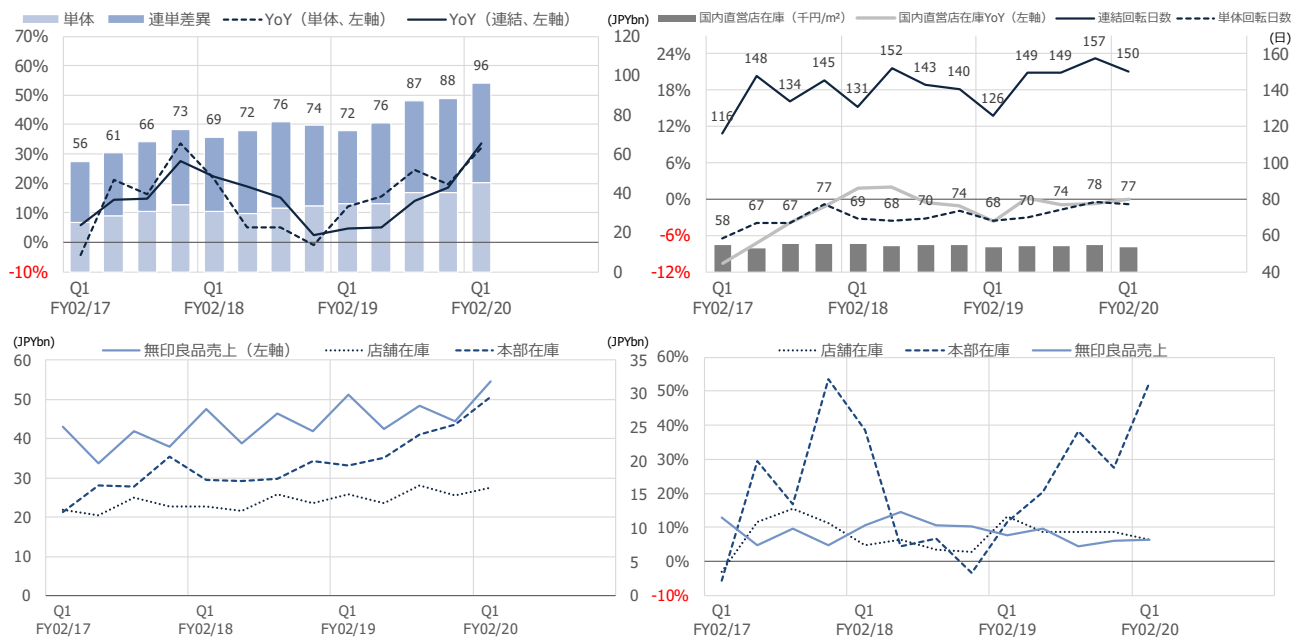 単体 連単差異 YoY（単体、左軸） YoY（連結、左軸）
(JPYbn)
70%
60%
50%
40%
30%
20%
10%
0%
-10%
120
100
80
60
40
20
0
56 61 66 73 69 72 76 74 72 76 87 88 96
Q1 Q1 Q1 Q1
FY02/17 FY02/18 FY02/19 FY02/20
国内直営店在庫（千円/m²） 国内直営店在庫YoY（左軸） 連結回転日数 単体回転日数
(日)
24%
18%
12%
6%
0%
-6%
-12%
160
140
120
100
80
60
40
116 148 134 145 131 152 143 140 126 149 149 157 150
58 67 67 77 69 68 70 74 68 70 74 78 77
Q1 Q1 Q1 Q1
FY02/17 FY02/18 FY02/19 FY02/20
(JPYbn)
無印良品売上（左軸） 店舗在庫 本部在庫
(JPYbn)
60
50
40
30
20
10
0
35
30
25
20
15
10
5
0
Q1 Q1 Q1 Q1
FY02/17 FY02/18 FY02/19 FY02/20
店舗在庫 本部在庫 無印良品売上
60%
50%
40%
30%
20%
10%
0%
-10%
Q1 Q1 Q1 Q1
FY02/17 FY02/18 FY02/19 FY02/20